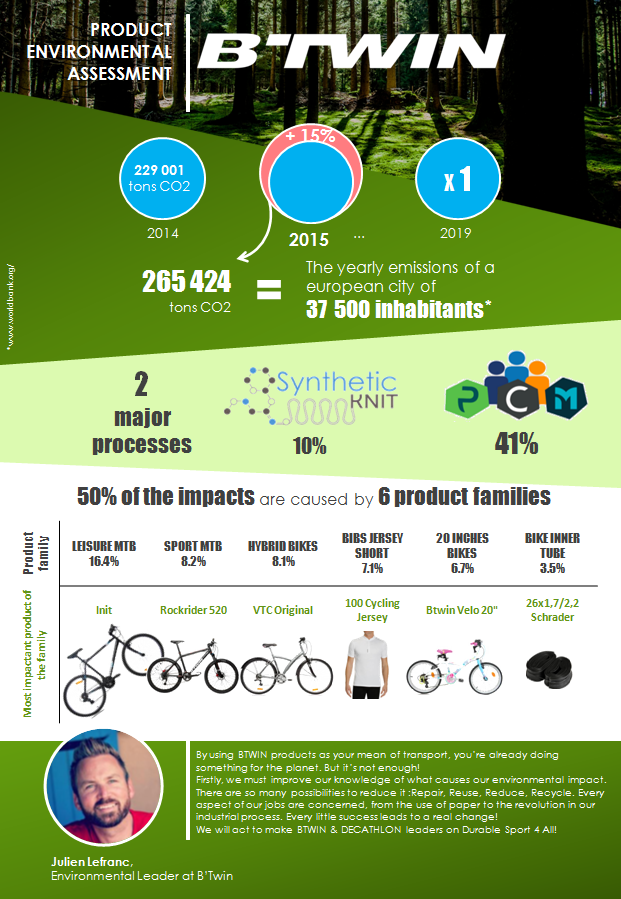 PRODUCT
ENVIRONMENTAL
ASSESSMENT
B'TWIN
+ 15%
229 001
tons CO2
x 1
2014
2015
...
2019
265 424
tons CO2
=
The yearly emissions of a
european city of
37 500 inhabitants*
*www.worldbank.org/
2
major
processes
Synthetic
KNIT
10%
PCM
41%
50% of the impacts are caused by 6 product families
Product
family
LEISURE MTB
16.4%
SPORT MTB
8.2%
HYBRID BIKES
8.1%
BIBS JERSEY
SHORT
7.1%
20 INCHES
BIKES
6.7%
BIKE INNER
TUBE
3.5%
Most impactant product of
the family
Init
Rockrider 520
VTC Original
100 Cycling
Jersey
Btwin Velo 20"
26x1,7/2,2
Schrader
By using BTWIN products as your mean of transport, you're already doing
something for the planet. But it's not enough!
Firstly, we must improve our knowledge of what causes our environmental impact.
There are so many possibilities to reduce it :Repair, Reuse, Reduce, Recycle. Every
aspect of our jobs are concerned, from the use of paper to the revolution in our
industrial process. Every little success leads to a real change!
We will act to make BTWIN & DECATHLON leaders on Durable Sport 4 All!
Julien Lefranc,
Environmental Leader at B'Twin